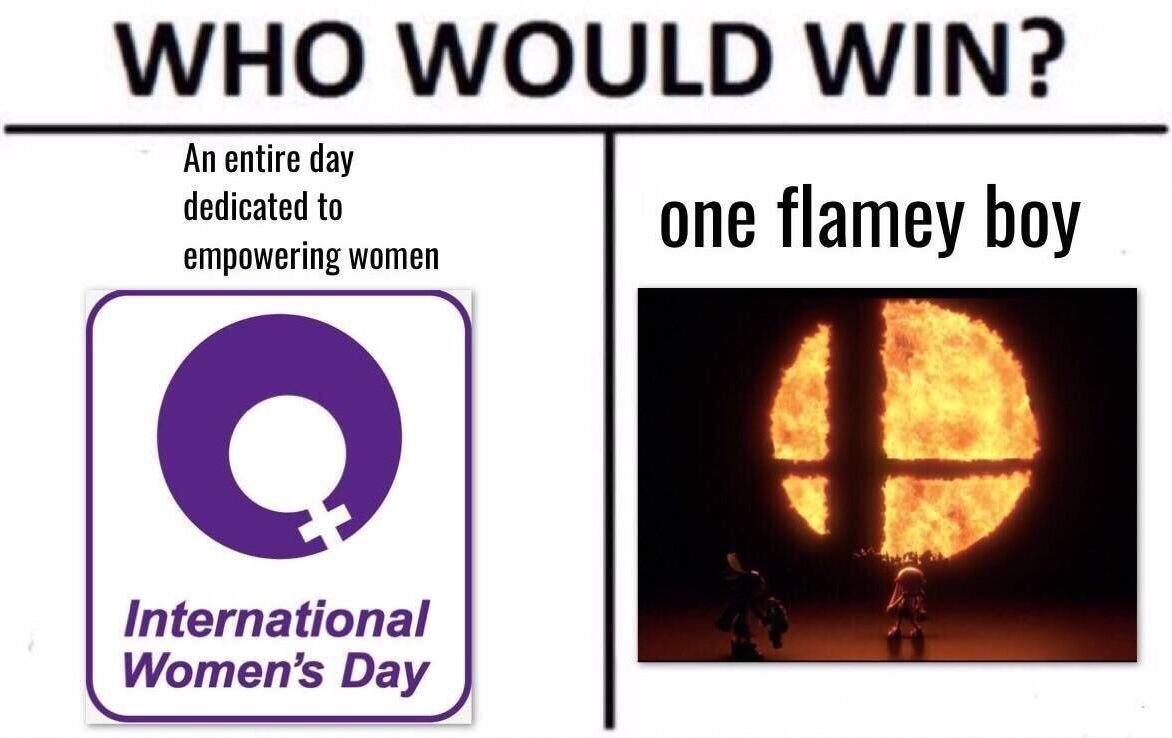 WHO WOULD WIN?
An entire day
dedicated to
empowering women
one flamey boy
International
Women's Day